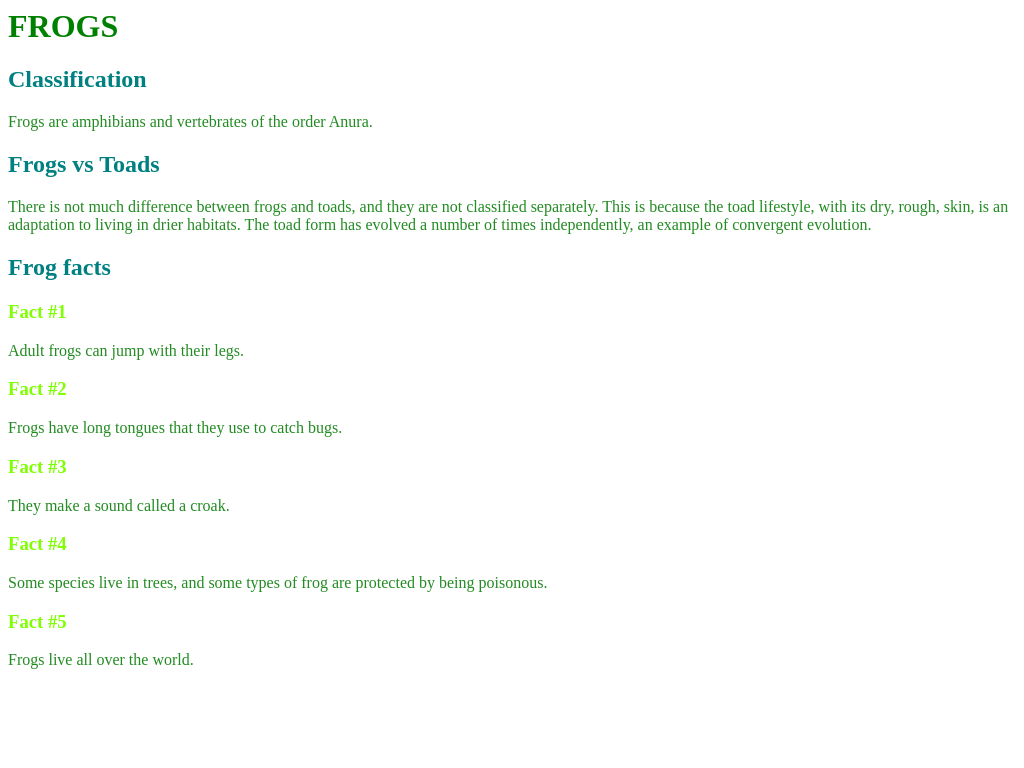 FROGS
Classification
Frogs are amphibians and vertebrates of the order Anura.
Frogs vs Toads
There is not much difference between frogs and toads, and they are not classified separately. This is because the toad lifestyle, with its dry, rough, skin, is an
adaptation to living in drier habitats. The toad form has evolved a number of times independently, an example of convergent evolution.
Frog facts
Fact #1
Adult frogs can jump with their legs.
Fact #2
Frogs have long tongues that they use to catch bugs.
Fact #3
They make a sound called a croak.
Fact #4
Some species live in trees, and some types of frog are protected by being poisonous.
Fact #5
Frogs live all over the world.